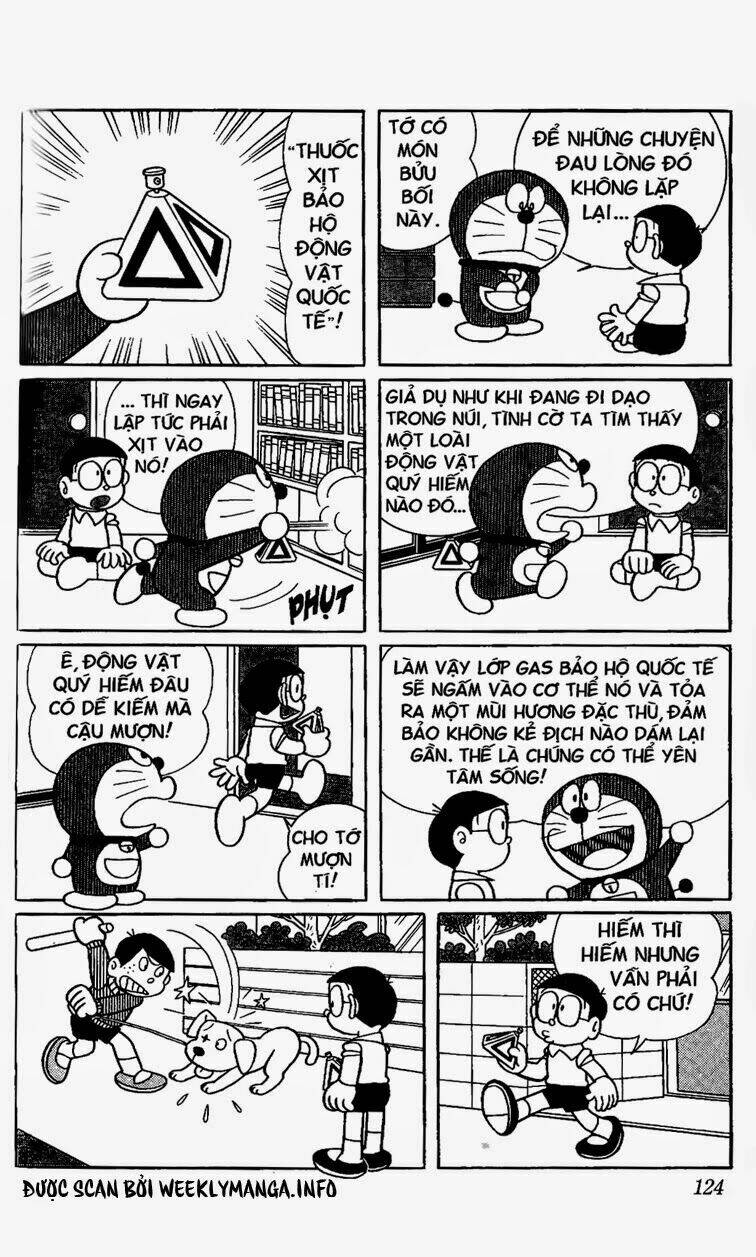 ĐỂ NHỮNG CHUYỆN
ĐAU LÒNG ĐÓ
KHÔNG LẶP
LẠI...
TỚ CÓ
MÓN
BỬU
BỐI
NÀY.
"THUỐC
XỊT
BẢO
HỘ
ĐỘNG
VẬT
QUỐC
TẾ"!
GIẢ DỤ NHƯ KHI ĐANG ĐI DẠO
TRONG NÚI, TÌNH CỜ TA TÌM THẤY
MỘT LOÀI
ĐỘNG VẬT
QUÝ HIẾM
NÀO ĐÓ...
... THÌ NGAY
LẬP TỨC PHẢI
XỊT VÀO
NÓ!
PHỤT
LÀM VẬY LỚP GAS BẢO HỘ QUỐC TẾ
SẼ NGẤM VÀO CƠ THỂ NÓ VÀ TỎA
RA MỘT MÙI HƯƠNG ĐẶC THÙ, ĐẢM
BẢO KHÔNG KẺ ĐỊCH NÀO DÁM LẠI
GẦN. THẾ LÀ CHÚNG CÓ THỂ YÊN
TÂM SỐNG!
Ê, ĐỘNG VẬT
QUÝ HIẾM ĐÂU
CÓ DỄ KIẾM MÀ
CẬU MƯỢN!
CHO TỚ
MƯỢN
TÍ!
HIẾM THÌ
HIẾM NHƯNG
VẪN PHẢI
CÓ CHỨ!
ĐƯỢC SCAN BỞI WEEKLYMANGA.INFO
124